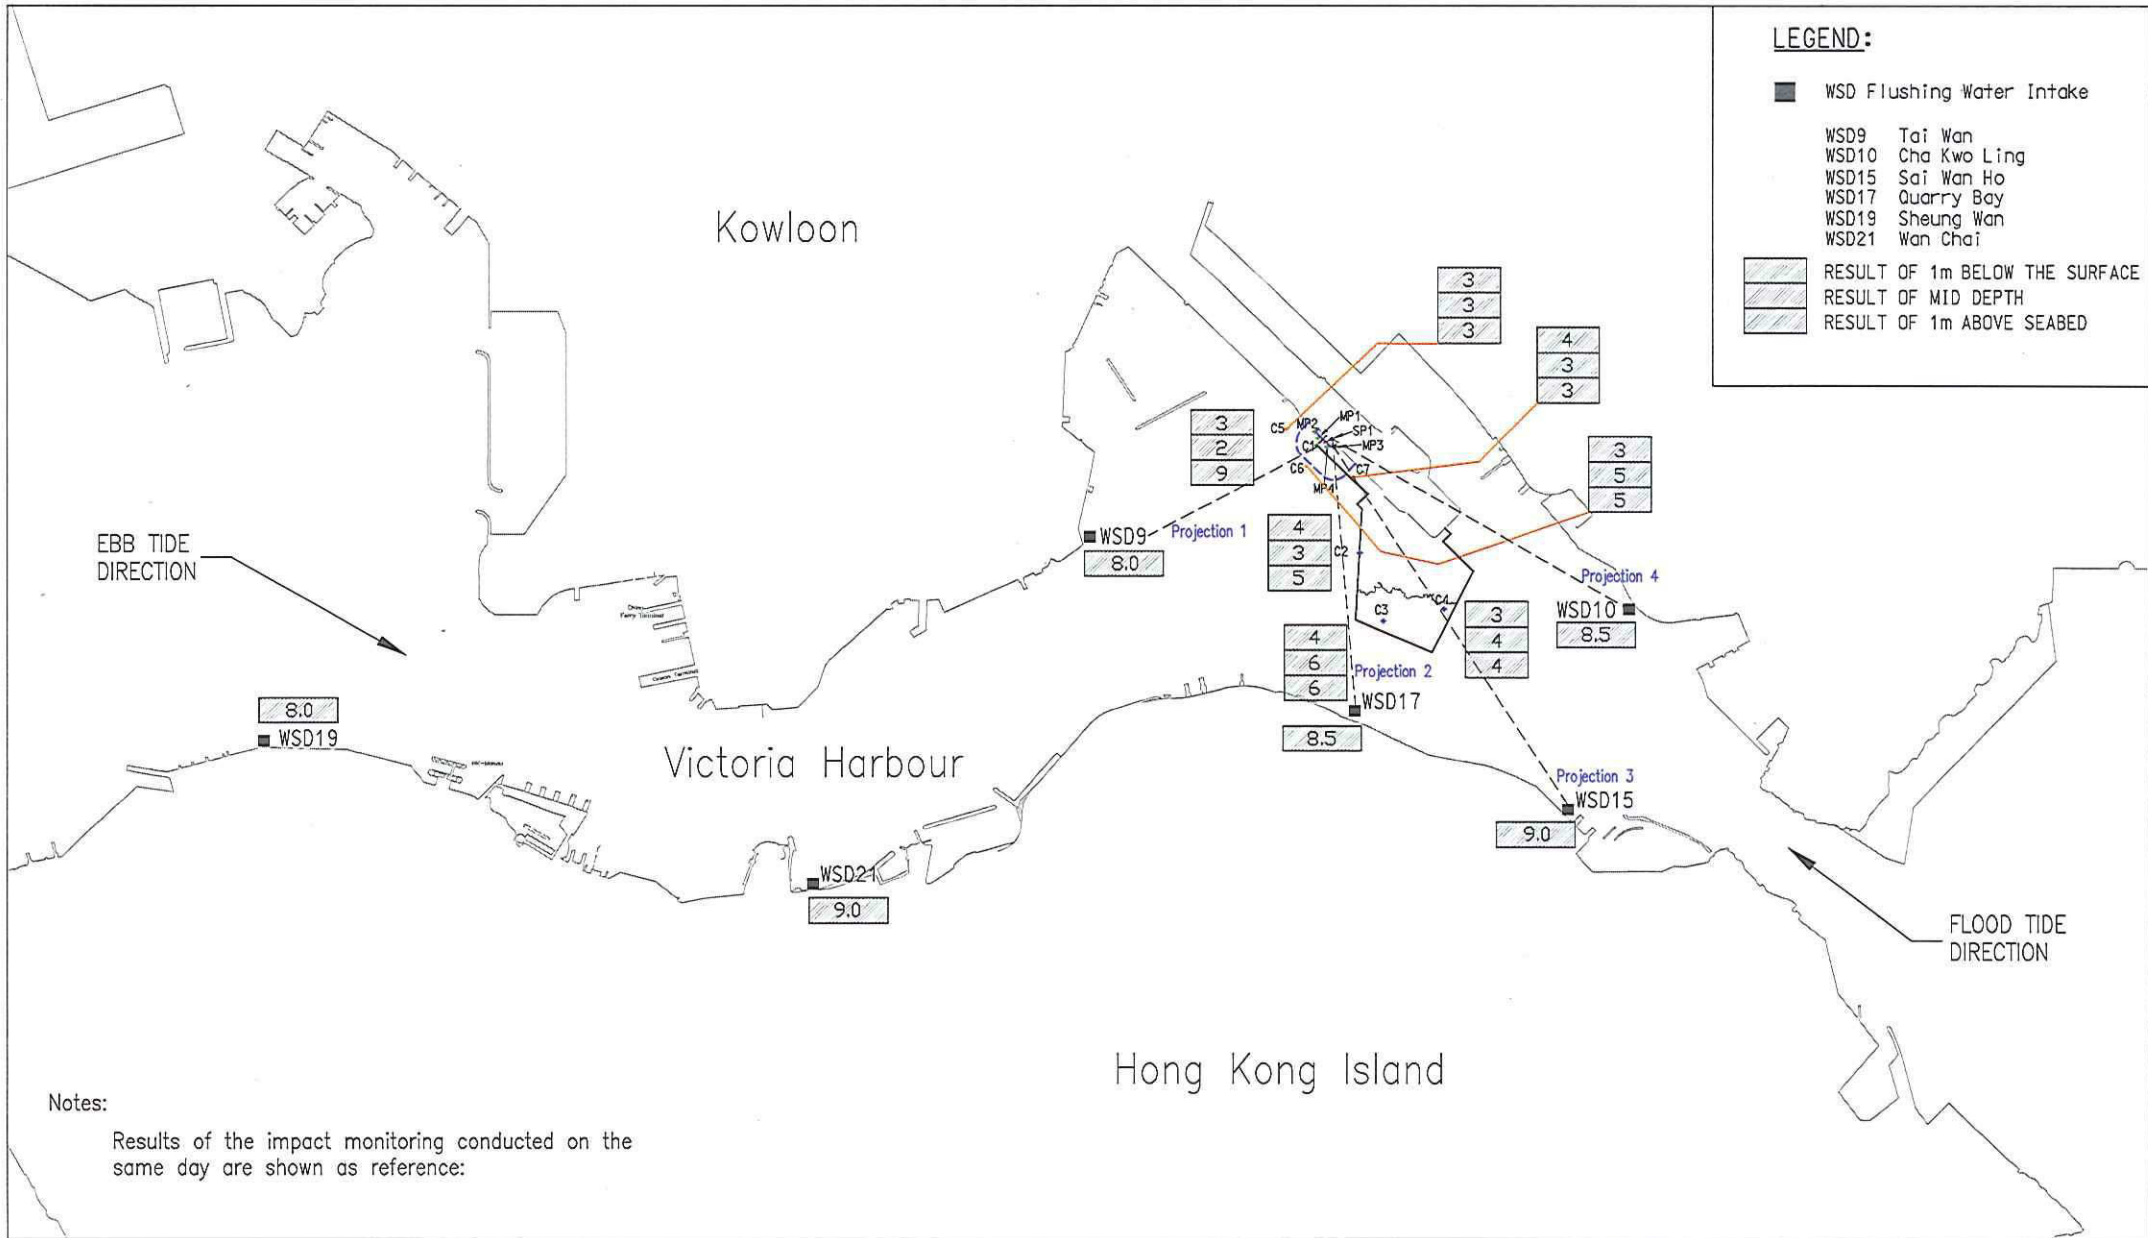 LEGEND:
WSD Flushing Water Intake
WSD9 Tai Wan
WSD10 Cha Kwo Ling
WSD15 Sai Wan Ho
WSD17 Quarry Bay
WSD19 Sheung Wan
WSD21 Wan Chai
RESULT OF 1m BELOW THE SURFACE
RESULT OF MID DEPTH
RESULT OF 1m ABOVE SEABED
Kowloon
3
3
3
4
3
3
3
2
9
C5
MP2
MP1
SP1
C1
MP3
C6
C7
MP4
3
5
5
EBB TIDE
DIRECTION
WSD9
8.0
Projection 1
4
3
5
C2
Projection 4
WSD10
8.5
C3
C4
3
4
4
4
6
6
Projection 2
WSD17
8.5
8.0
WSD19
Victoria Harbour
Projection 3
WSD15
9.0
WSD21
9.0
FLOOD TIDE
DIRECTION
Hong Kong Island
Notes:
Results of the impact monitoring conducted on the
same day are shown as reference: